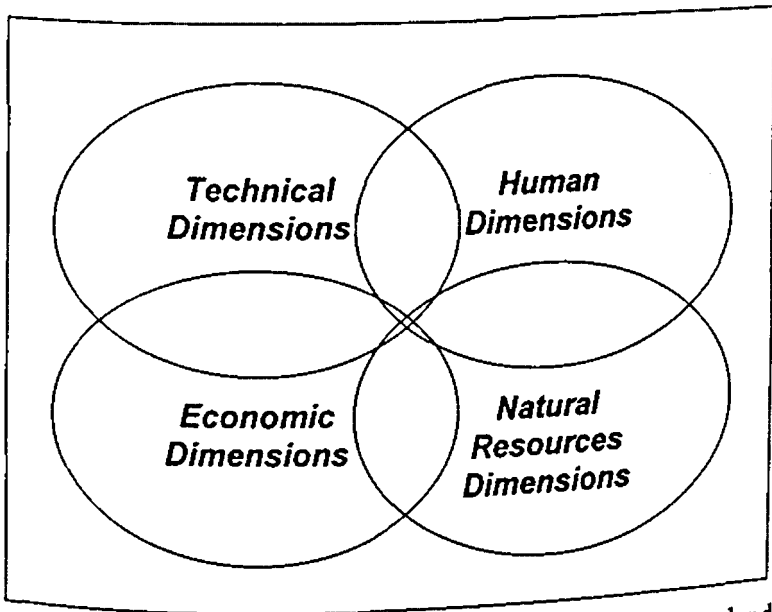 Technical
Dimensions
Human
Dimensions
Economic
Dimensions
Natural
Resources
Dimensions